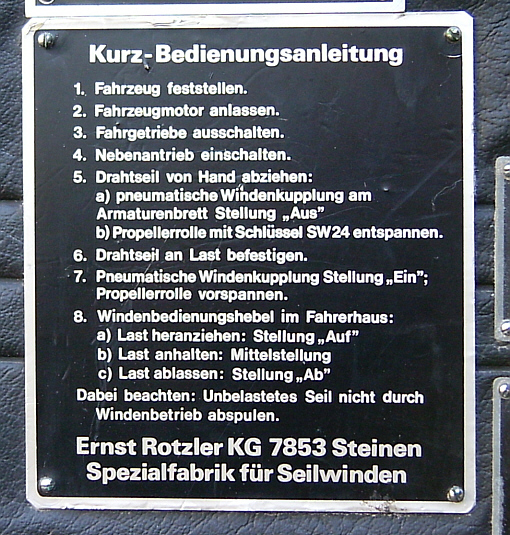 Kurz-Bedienungsanleitung
1. Fahrzeug feststellen.
2. Fahrzeugmotor anlassen.
3. Fahrgetriebe ausschalten.
4. Nebenantrieb einschalten.
5. Drahtseil von Hand abziehen:
a) pneumatische Windenkupplung am
Armaturenbrett Stellung „Aus”
b) Propellerrolle mit Schlüssel SW24 entspannen.
6. Drahtseil an Last befestigen.
7. Pneumatische Windenkupplung Stellung „Ein”;
Propellerrolle vorspannen.
8. Windenbedienungshebel im Fahrerhaus:
a) Last heranziehen: Stellung „Auf”
b) Last anhalten: Mittelstellung
c) Last ablassen: Stellung „Ab”
Dabei beachten: Unbelastetes Seil nicht durch
Windenbetrieb abspulen.
Ernst Rotzler KG 7853 Steinen
Spezialfabrik für Seilwinden